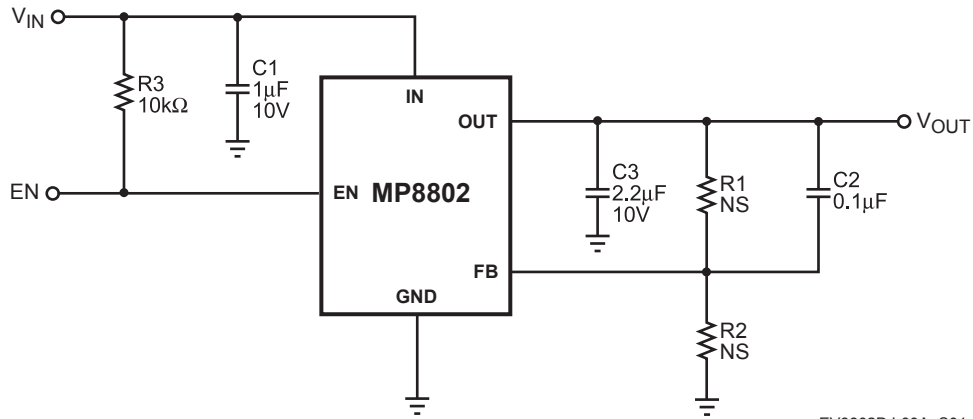 VIN
R3
10kΩ
C1
1μF
10V
IN
OUT
VOUT
EN
EN
MP8802
C3
2.2μF
10V
R1
NS
C2
0.1μF
FB
GND
R2
NS